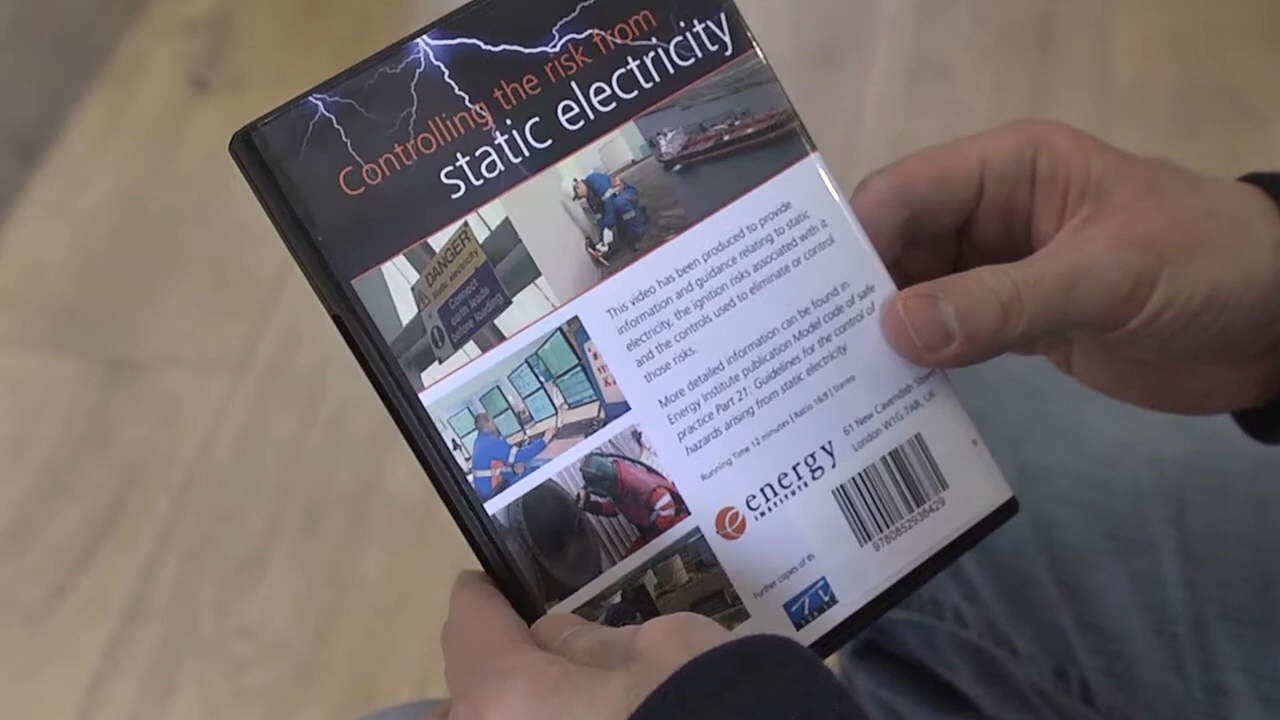 Controlling the risk from
static electricity
DANGER
Static electricity
Connect
earth leads
before loading
This video has been produced to provide
information and guidance relating to static
electricity, the ignition risks associated with it
and the controls used to eliminate or control
those risks.
More detailed information can be found in
Energy Institute publication Model code of safe
practice Part 21: Guidelines for the control of
hazards arising from static electricity.
Running Time 12 minutes | Ratio 16:9 | Stereo
energy
INSTITUTE
61 New Cavendish
London W1G 7AR, UK
9780852938429
Further copies of th